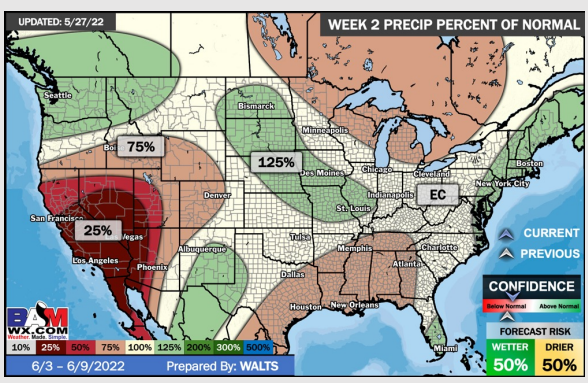 UPDATED: 5/27/22
WEEK 2 PRECIP PERCENT OF NORMAL
Seattle
Bismarck
Minneapolis
75%
125%
Des Moines
Chicago
Cleveland
Boston
New York City
Indianapolis
EC
Denver
St. Louis
San Francisco
25%
Vegas
Los Angeles
Phoenix
Albuquerque
Tulsa
Memphis
Charlotte
Atlanta
Dallas
Houston
New Orleans
Miami
CURRENT
PREVIOUS
CONFIDENCE
Below Normal
Above Normal
FORECAST RISK
WETTER
DRIER
50%
50%
BAM
WX.COM
Weather. Made. Simple.
10% 25% 50% 75% 100% 125% 200% 300% 500%
6/3 – 6/9/2022
Prepared By: WALTS